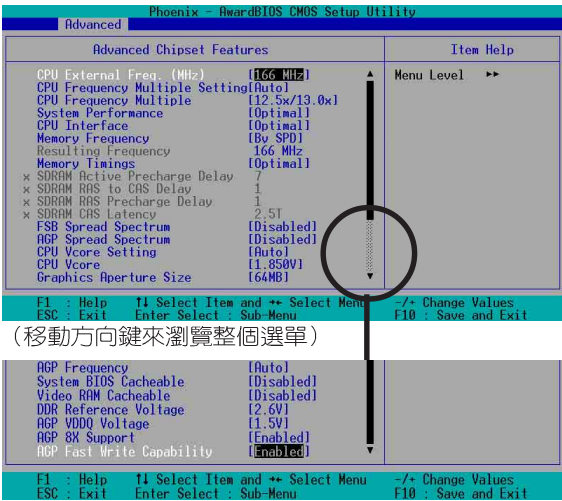 Phoenix - AwardBIOS CMOS Setup Utility
Advanced
Advanced Chipset Features
Item Help
CPU External Freq. (MHz) [166 MHz]
Menu Level ▸▸
CPU Frequency Multiple Setting[Auto]
CPU Frequency Multiple [12.5x/13.0x]
System Performance [Optimal]
CPU Interface [Optimal]
Memory Frequency [By SPD]
Resulting Frequency 166 MHz
Memory Timings [Optimal]
x SDRAM Active Precharge Delay 7
x SDRAM RAS to CAS Delay 1
x SDRAM RAS Precharge Delay 1
x SDRAM CAS Latency 2.5T
FSB Spread Spectrum [Disabled]
AGP Spread Spectrum [Disabled]
CPU Vcore Setting [Auto]
CPU Vcore [1.850V]
Graphics Aperture Size [64MB]
F1 : Help ↑↓ Select Item and →← Select Menu -/+ Change Values
ESC : Exit Enter Select : Sub-Menu F10 : Save and Exit
(移動方向鍵來瀏覽整個選單)
AGP Frequency [Auto]
System BIOS Cacheable [Disabled]
Video RAM Cacheable [Disabled]
DDR Reference Voltage [2.6V]
AGP VDDQ Voltage [1.5V]
AGP 8X Support [Enabled]
AGP Fast Write Capability [Enabled]
F1 : Help ↑↓ Select Item and →← Select Menu -/+ Change Values
ESC : Exit Enter Select : Sub-Menu F10 : Save and Exit